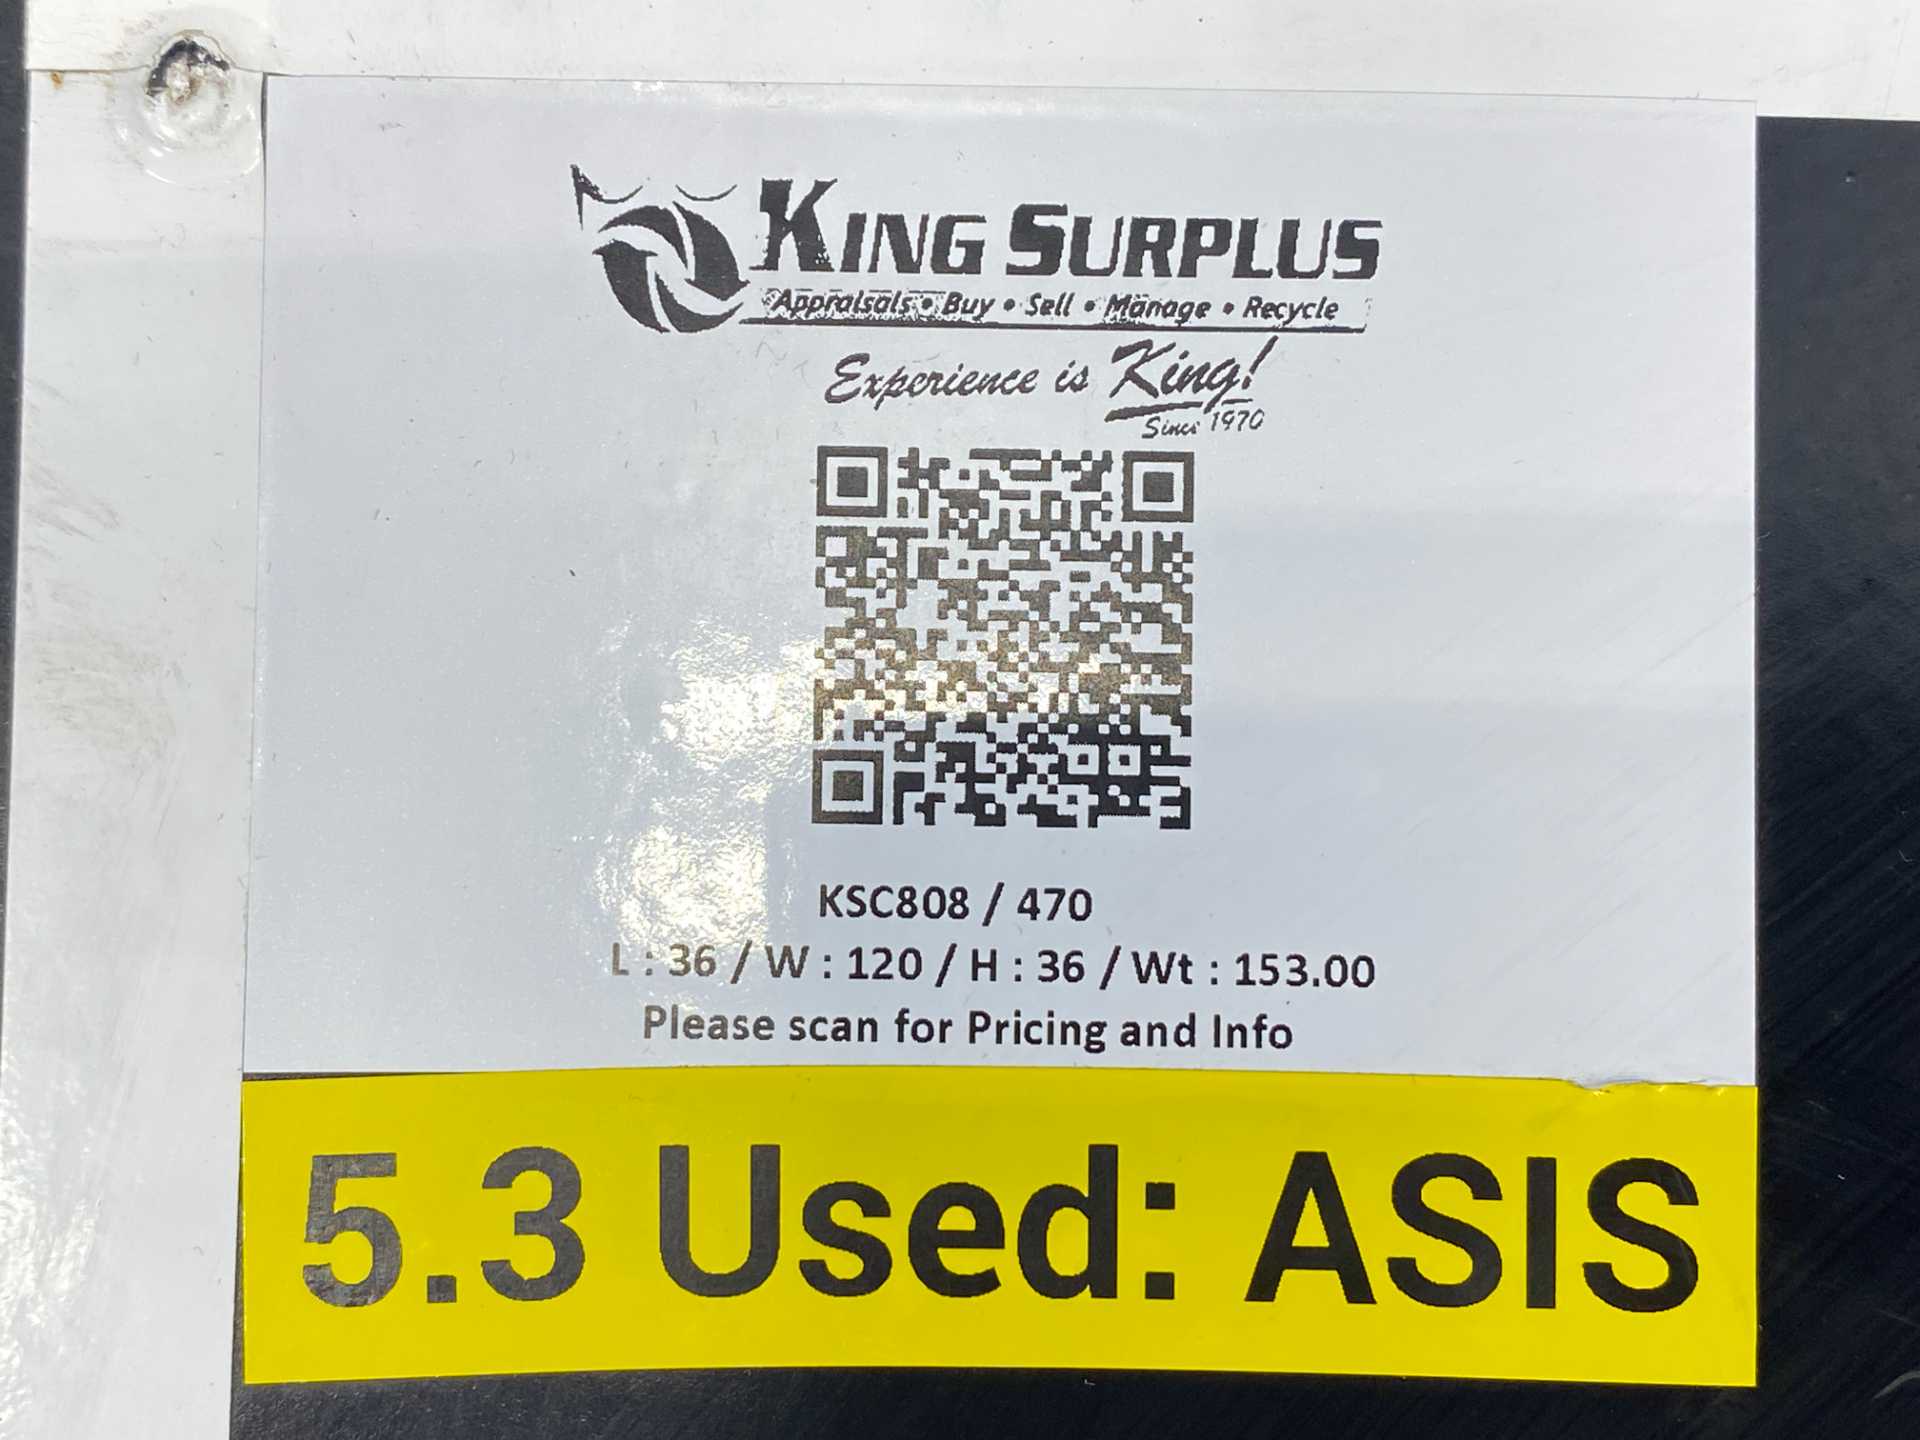 KING SURPLUS
Appraisals • Buy • Sell • Manage • Recycle
Experience is King!
Since 1970
KSC808 / 470
L : 36 / W : 120 / H : 36 / Wt : 153.00
Please scan for Pricing and Info
5.3 Used: ASIS